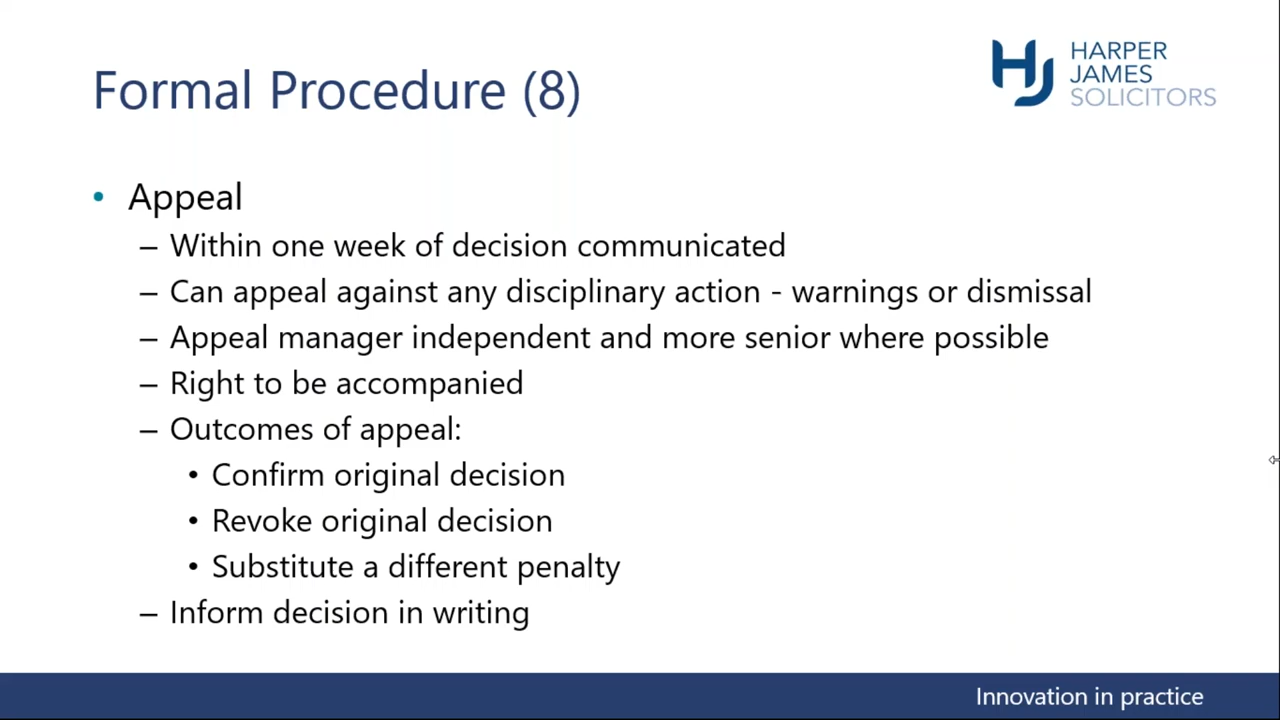 Formal Procedure (8)
HARPER
JAMES
SOLICITORS
• Appeal
– Within one week of decision communicated
– Can appeal against any disciplinary action - warnings or dismissal
– Appeal manager independent and more senior where possible
– Right to be accompanied
– Outcomes of appeal:
• Confirm original decision
• Revoke original decision
• Substitute a different penalty
– Inform decision in writing
Innovation in practice